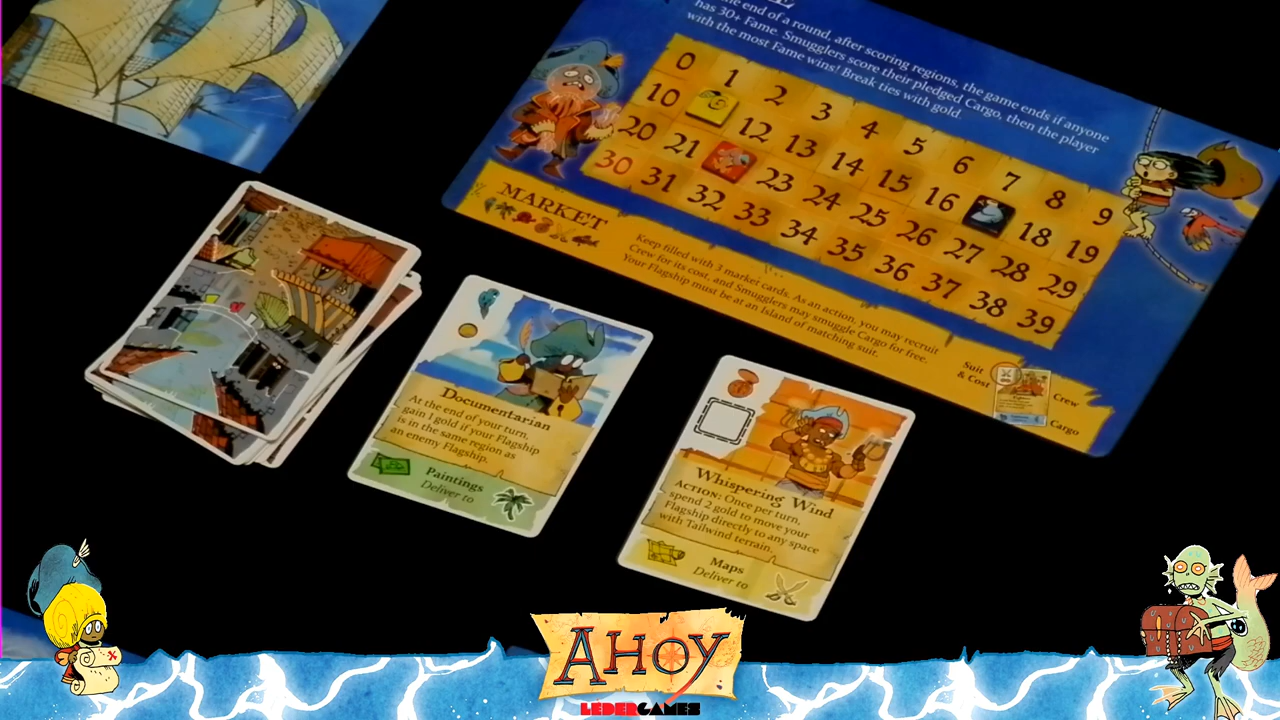 e end of a round, after scoring regions, the game ends if anyone
has 30+ Fame. Smugglers score their pledged Cargo, then the player
with the most Fame wins! Break ties with gold.
0 1 2 3 4 5 6 7 8 9
10 12 13 14 15 16 18 19
20 21 23 24 25 26 27 28 29
30 31 32 33 34 35 36 37 38 39
MARKET
Keep filled with 3 market cards. As an action, you may recruit
Crew for its cost, and Smugglers may smuggle Cargo for free.
Your Flagship must be at an Island of matching suit.
Suit
& Cost
Crew
Cargo
Documentarian
At the end of your turn,
gain 1 gold if your Flagship
is in the same region as
an enemy Flagship.
Paintings
Deliver to
Whispering Wind
ACTION: Once per turn,
spend 2 gold to move your
Flagship directly to any space
with Tailwind terrain.
Maps
Deliver to
AHOY
LEDERGAMES